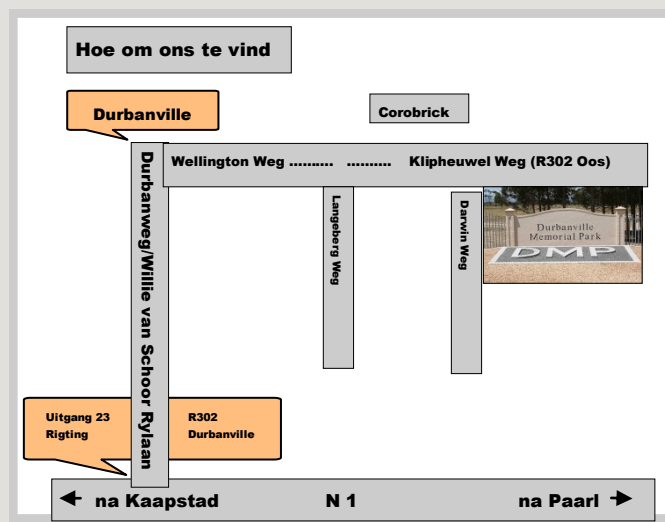 Hoe om ons te vind
Durbanville
Corobrick
Wellington Weg .......... .......... Klipheuwel Weg (R302 Oos)
Durbanweg/Willie van Schoor Rylaan
Langeberg Weg
Darwin Weg
Durbanville
Memorial Park
DMP
Uitgang 23
Rigting
R302
Durbanville
na Kaapstad N 1 na Paarl